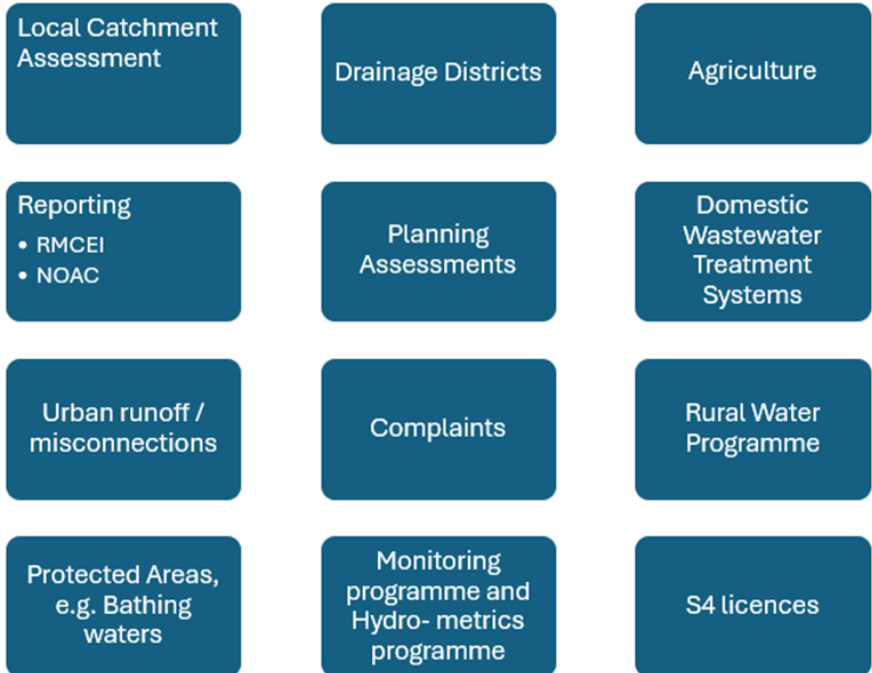 Local Catchment
Assessment
Drainage Districts
Agriculture
Reporting
• RMCEI
• NOAC
Planning
Assessments
Domestic
Wastewater
Treatment
Systems
Urban runoff /
misconnections
Complaints
Rural Water
Programme
Protected Areas,
e.g. Bathing
waters
Monitoring
programme and
Hydro- metrics
programme
S4 licences